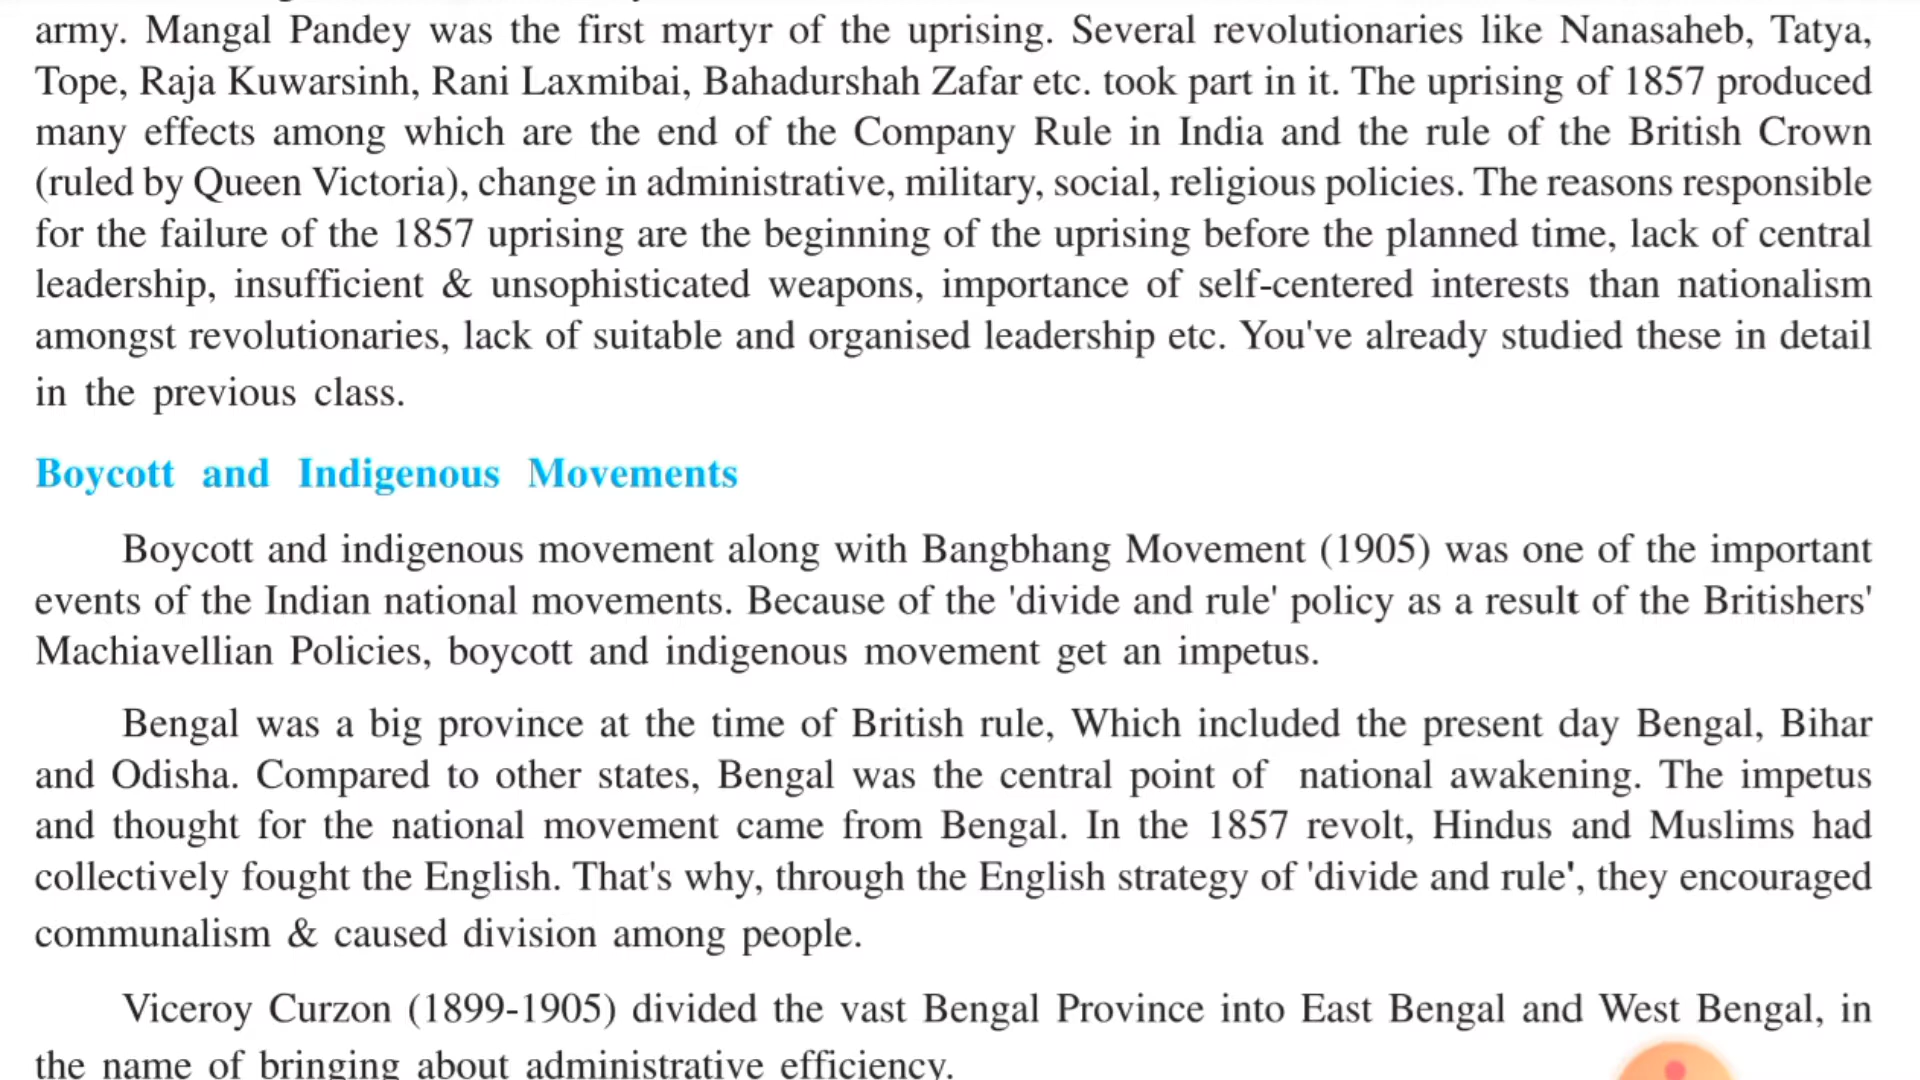 army. Mangal Pandey was the first martyr of the uprising. Several revolutionaries like Nanasaheb, Tatya,
Tope, Raja Kuwarsinh, Rani Laxmibai, Bahadurshah Zafar etc. took part in it. The uprising of 1857 produced
many effects among which are the end of the Company Rule in India and the rule of the British Crown
(ruled by Queen Victoria), change in administrative, military, social, religious policies. The reasons responsible
for the failure of the 1857 uprising are the beginning of the uprising before the planned time, lack of central
leadership, insufficient & unsophisticated weapons, importance of self-centered interests than nationalism
amongst revolutionaries, lack of suitable and organised leadership etc. You've already studied these in detail
in the previous class.
Boycott and Indigenous Movements
Boycott and indigenous movement along with Bangbhang Movement (1905) was one of the important
events of the Indian national movements. Because of the 'divide and rule' policy as a result of the Britishers'
Machiavellian Policies, boycott and indigenous movement get an impetus.
Bengal was a big province at the time of British rule, Which included the present day Bengal, Bihar
and Odisha. Compared to other states, Bengal was the central point of national awakening. The impetus
and thought for the national movement came from Bengal. In the 1857 revolt, Hindus and Muslims had
collectively fought the English. That's why, through the English strategy of 'divide and rule', they encouraged
communalism & caused division among people.
Viceroy Curzon (1899-1905) divided the vast Bengal Province into East Bengal and West Bengal, in
the name of bringing about administrative efficiency.